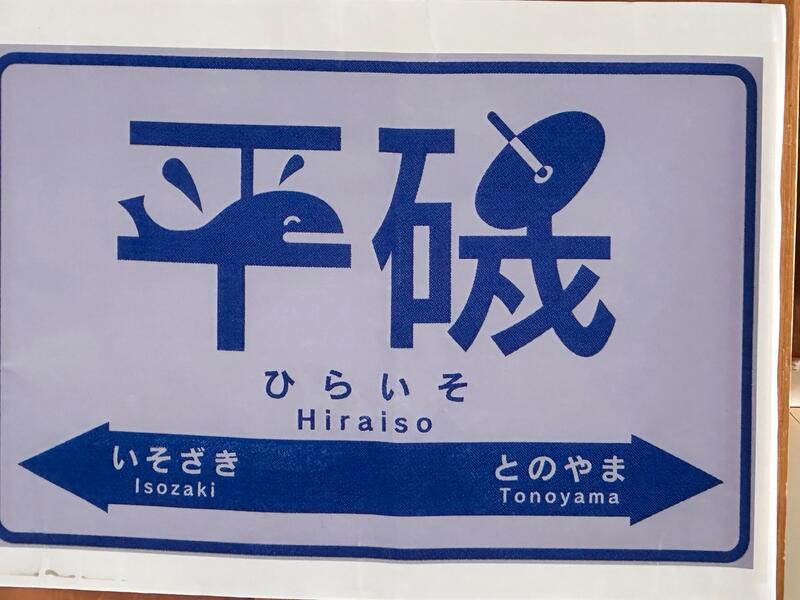 平磯
ひらいそ
Hiraiso
いそざき
Isozaki
とのやま
Tonoyama